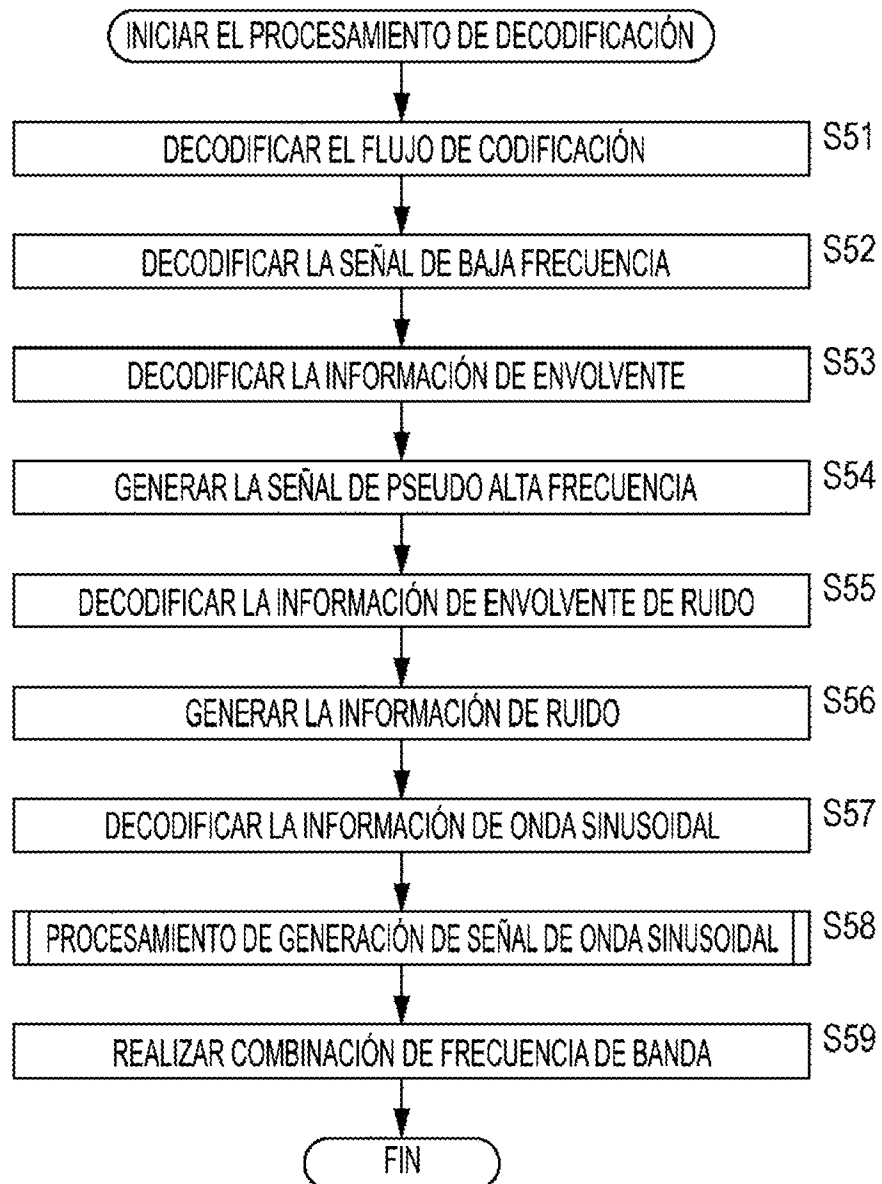 INICIAR EL PROCESAMIENTO DE DECODIFICACIÓN
DECODIFICAR EL FLUJO DE CODIFICACIÓN S51
DECODIFICAR LA SEÑAL DE BAJA FRECUENCIA S52
DECODIFICAR LA INFORMACIÓN DE ENVOLVENTE S53
GENERAR LA SEÑAL DE PSEUDO ALTA FRECUENCIA S54
DECODIFICAR LA INFORMACIÓN DE ENVOLVENTE DE RUIDO S55
GENERAR LA INFORMACIÓN DE RUIDO S56
DECODIFICAR LA INFORMACIÓN DE ONDA SINUSOIDAL S57
PROCESAMIENTO DE GENERACIÓN DE SEÑAL DE ONDA SINUSOIDAL S58
REALIZAR COMBINACIÓN DE FRECUENCIA DE BANDA S59
FIN